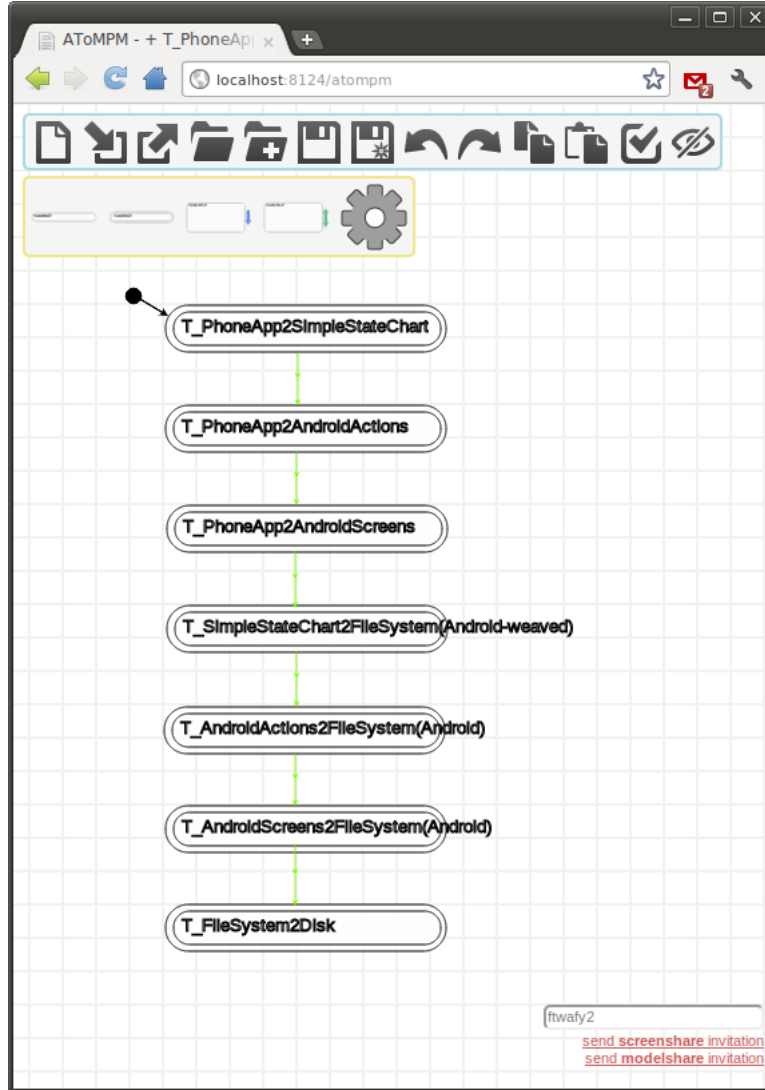 AToMPM - + T_PhoneAp
localhost:8124/atompm
2
T_PhoneApp2SimpleStateChart
T_PhoneApp2AndroidActions
T_PhoneApp2AndroidScreens
T_SimpleStateChart2FileSystem(Android-weaved)
T_AndroidActions2FileSystem(Android)
T_AndroidScreens2FileSystem(Android)
T_FileSystem2Disk
ftwafy2
send screenshare invitation
send modelshare invitation